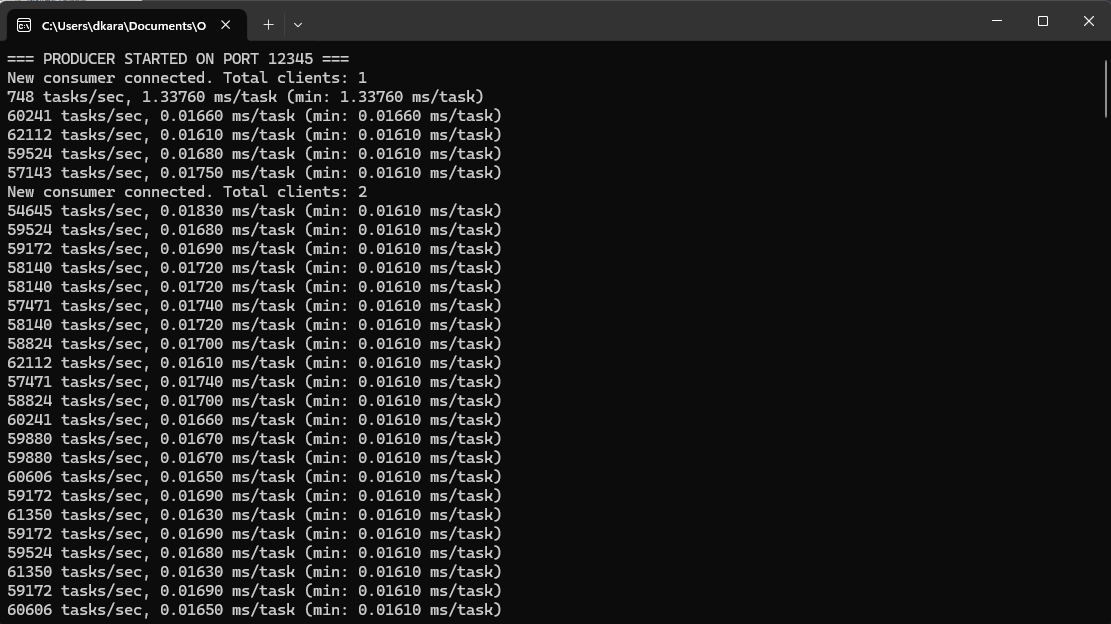 C:\Users\dkara\Documents\O
=== PRODUCER STARTED ON PORT 12345 ===
New consumer connected. Total clients: 1
748 tasks/sec, 1.33760 ms/task (min: 1.33760 ms/task)
60241 tasks/sec, 0.01660 ms/task (min: 0.01660 ms/task)
62112 tasks/sec, 0.01610 ms/task (min: 0.01610 ms/task)
59524 tasks/sec, 0.01680 ms/task (min: 0.01610 ms/task)
57143 tasks/sec, 0.01750 ms/task (min: 0.01610 ms/task)
New consumer connected. Total clients: 2
54645 tasks/sec, 0.01830 ms/task (min: 0.01610 ms/task)
59524 tasks/sec, 0.01680 ms/task (min: 0.01610 ms/task)
59172 tasks/sec, 0.01690 ms/task (min: 0.01610 ms/task)
58140 tasks/sec, 0.01720 ms/task (min: 0.01610 ms/task)
58140 tasks/sec, 0.01720 ms/task (min: 0.01610 ms/task)
57471 tasks/sec, 0.01740 ms/task (min: 0.01610 ms/task)
58140 tasks/sec, 0.01720 ms/task (min: 0.01610 ms/task)
58824 tasks/sec, 0.01700 ms/task (min: 0.01610 ms/task)
62112 tasks/sec, 0.01610 ms/task (min: 0.01610 ms/task)
57471 tasks/sec, 0.01740 ms/task (min: 0.01610 ms/task)
58824 tasks/sec, 0.01700 ms/task (min: 0.01610 ms/task)
60241 tasks/sec, 0.01660 ms/task (min: 0.01610 ms/task)
59880 tasks/sec, 0.01670 ms/task (min: 0.01610 ms/task)
59880 tasks/sec, 0.01670 ms/task (min: 0.01610 ms/task)
60606 tasks/sec, 0.01650 ms/task (min: 0.01610 ms/task)
59172 tasks/sec, 0.01690 ms/task (min: 0.01610 ms/task)
61350 tasks/sec, 0.01630 ms/task (min: 0.01610 ms/task)
59172 tasks/sec, 0.01690 ms/task (min: 0.01610 ms/task)
59524 tasks/sec, 0.01680 ms/task (min: 0.01610 ms/task)
61350 tasks/sec, 0.01630 ms/task (min: 0.01610 ms/task)
59172 tasks/sec, 0.01690 ms/task (min: 0.01610 ms/task)
60606 tasks/sec, 0.01650 ms/task (min: 0.01610 ms/task)